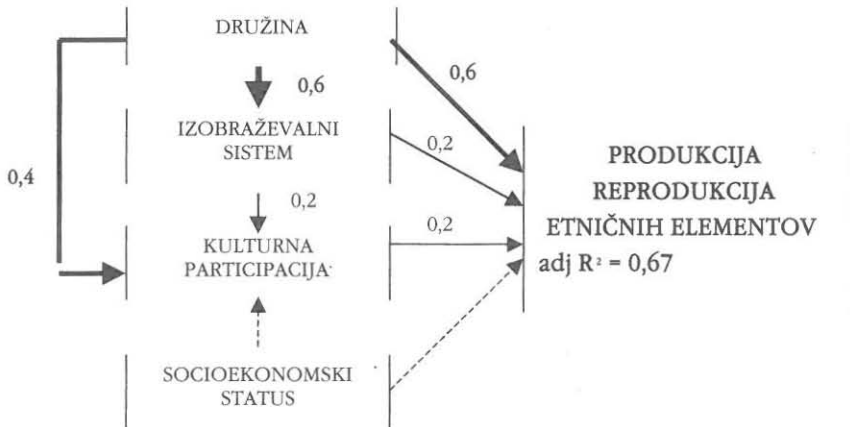 DRUŽINA
0,6
0,6
IZOBRAŽEVALNI
SISTEM
0,2
0,4
0,2
KULTURNA
PARTICIPACIJA
0,2
SOCIOEKONOMSKI
STATUS
PRODUKCIJA
REPRODUKCIJA
ETNIČNIH ELEMENTOV
adj R² = 0,67